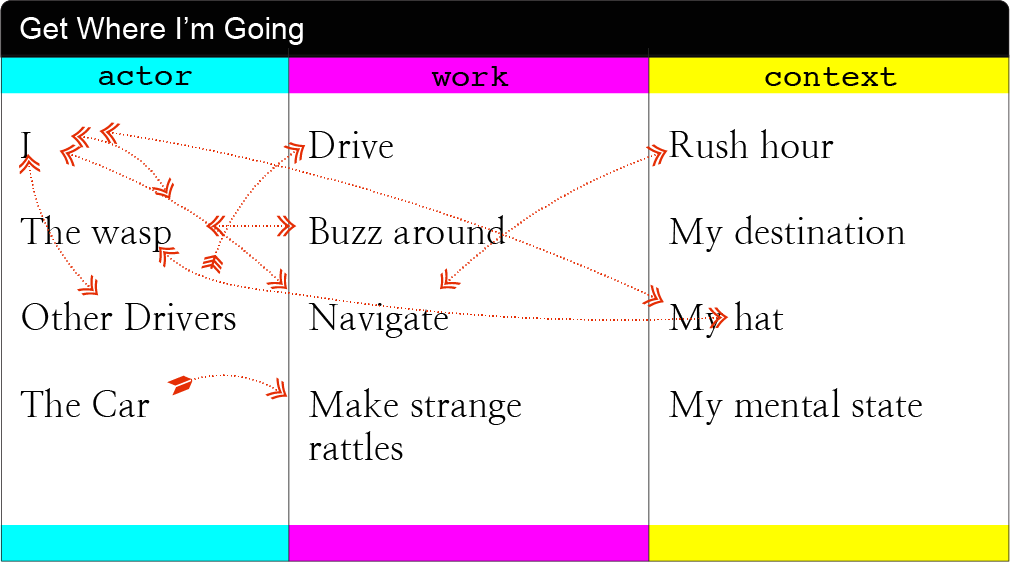 Get Where I’m Going
actor work context
I Drive Rush hour
The wasp Buzz around My destination
Other Drivers Navigate My hat
The Car Make strange My mental state
rattles